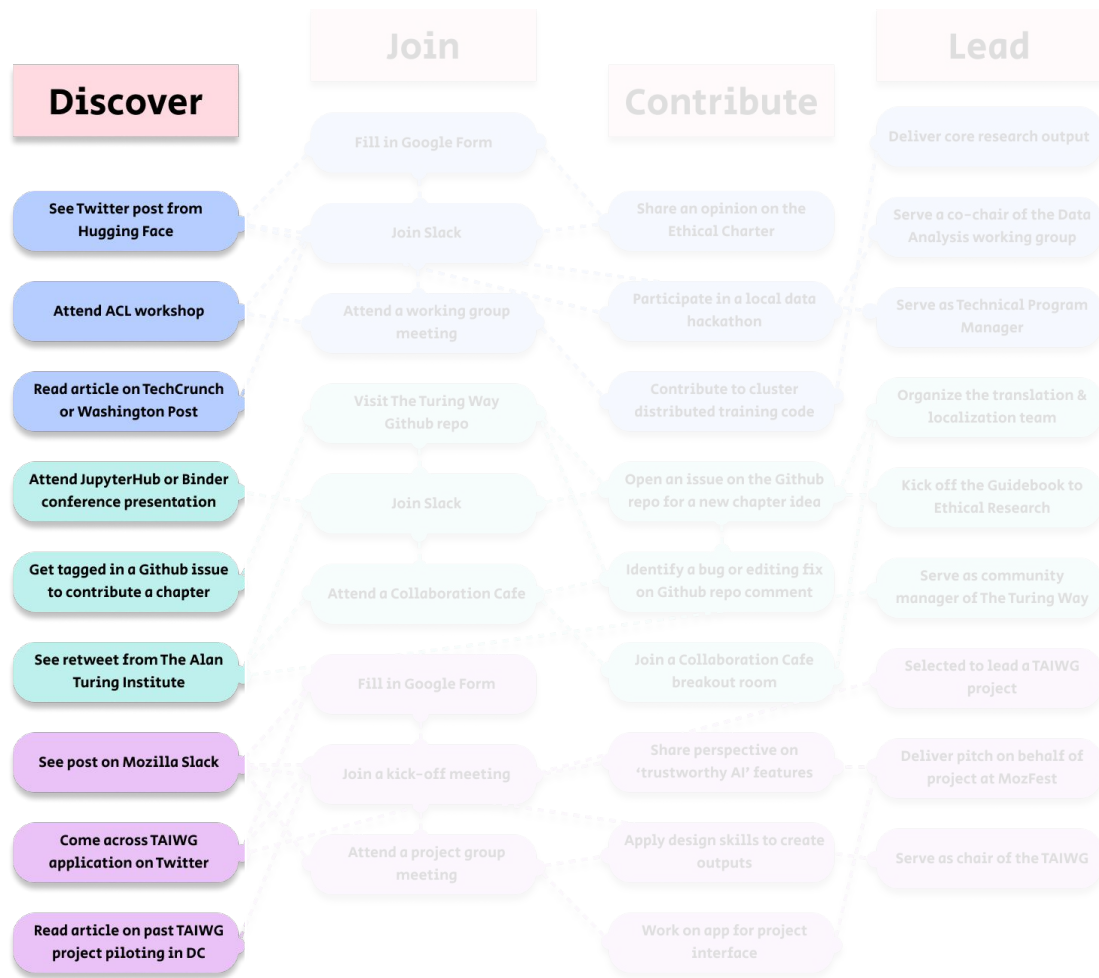 Discover
See Twitter post from
Hugging Face
Attend ACL workshop
Read article on TechCrunch
or Washington Post
Attend JupyterHub or Binder
conference presentation
Get tagged in a Github issue
to contribute a chapter
See retweet from The Alan
Turing Institute
See post on Mozilla Slack
Come across TAIWG
application on Twitter
Read article on past TAIWG
project piloting in DC
Join
Fill in Google Form
Join Slack
Attend a working group
meeting
Visit The Turing Way
Github repo
Join Slack
Attend a Collaboration Cafe
Fill in Google Form
Join a kick-off meeting
Attend a project group
meeting
Contribute
Share an opinion on the
Ethical Charter
Participate in a local data
hackathon
Contribute to cluster
distributed training code
Open an issue on the Github
repo for a new chapter idea
Identify a bug or editing fix
on Github repo comment
Join a Collaboration Cafe
breakout room
Share perspective on
‘trustworthy AI’ features
Apply design skills to create
outputs
Work on app for project
interface
Lead
Deliver core research output
Serve a co-chair of the Data
Analysis working group
Serve as Technical Program
Manager
Organize the translation &
localization team
Kick off the Guidebook to
Ethical Research
Serve as community
manager of The Turing Way
Selected to lead a TAIWG
project
Deliver pitch on behalf of
project at MozFest
Serve as chair of the TAIWG